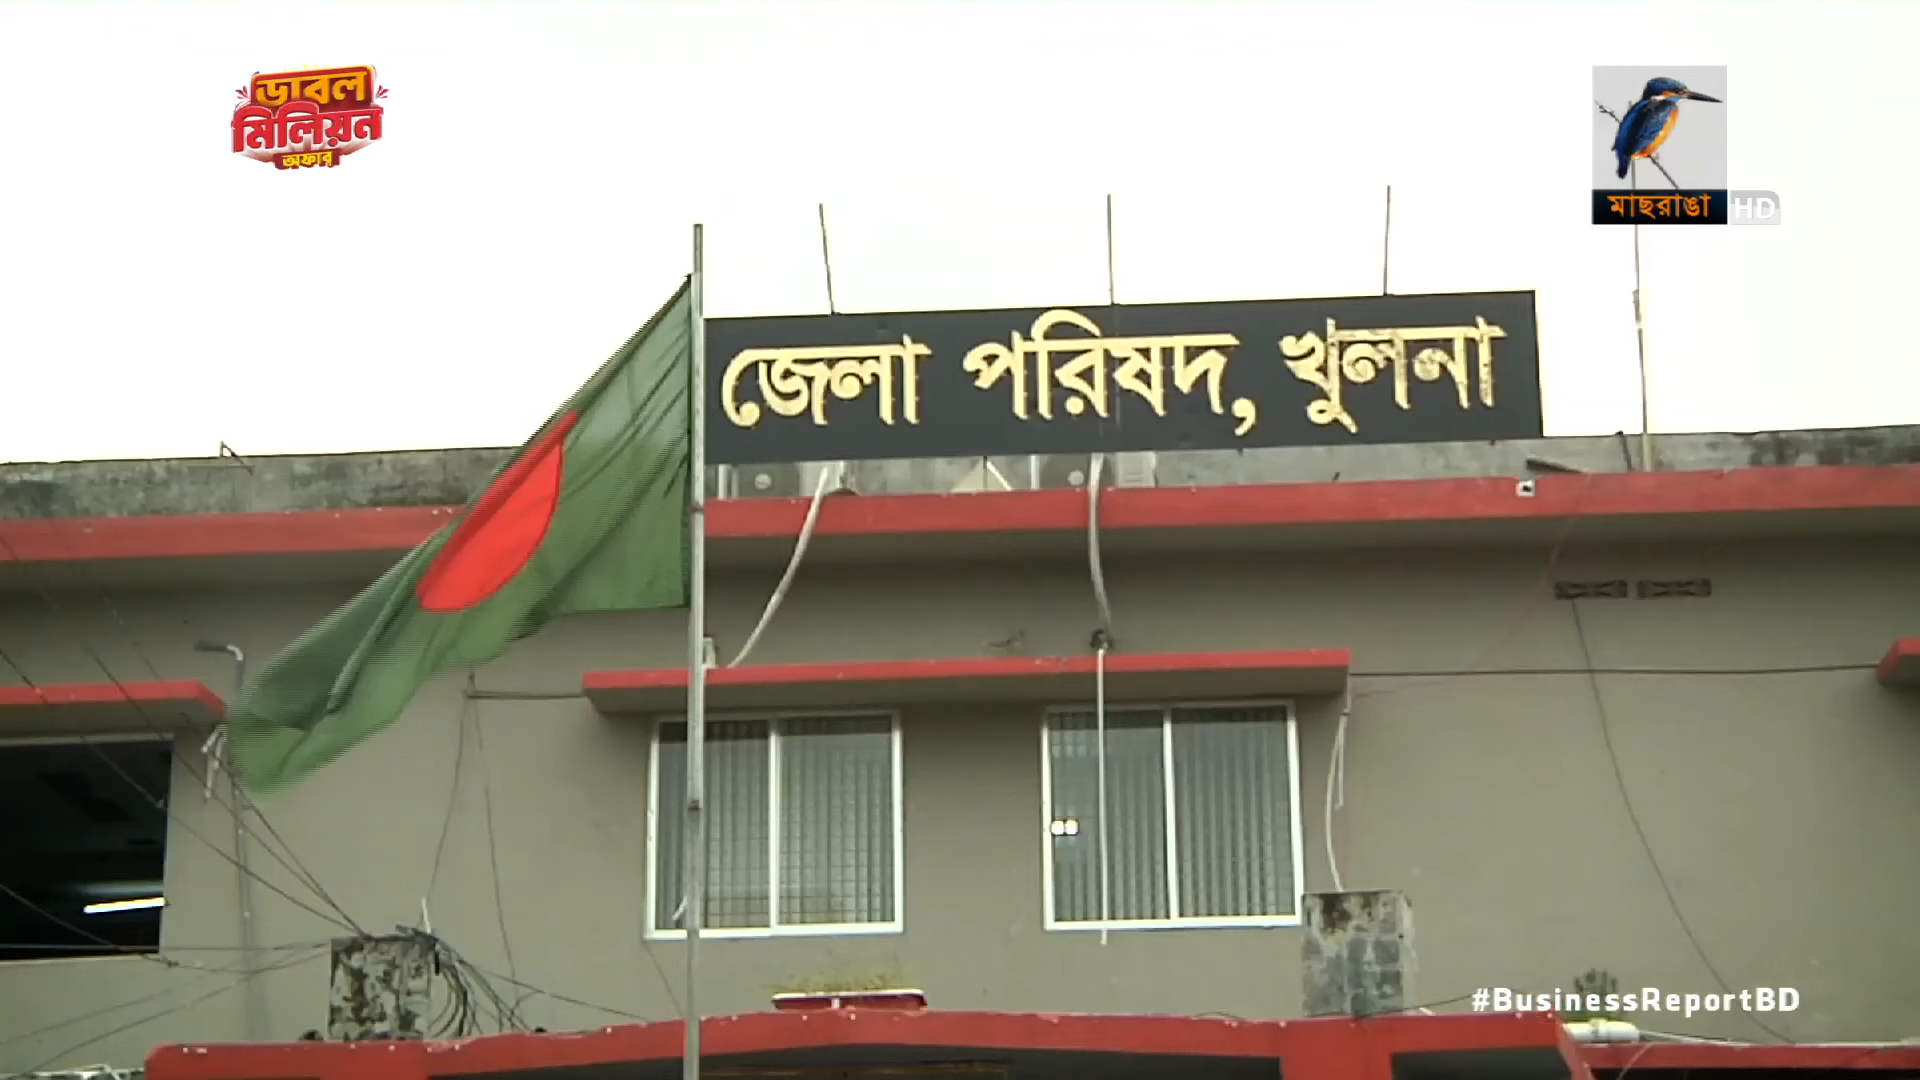 ডাবল
মিলিয়ন
অফার
মাছরাঙা HD
জেলা পরিষদ, খুলনা
#BusinessReportBD